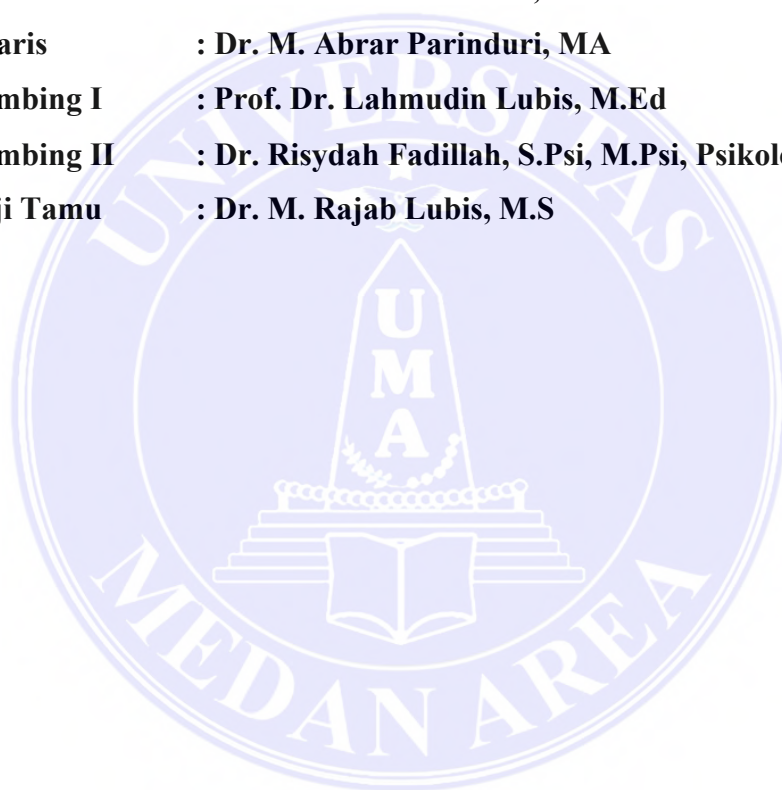 aris : Dr. M. Abrar Parinduri, MA
mbing I : Prof. Dr. Lahmudin Lubis, M.Ed
mbing II : Dr. Risydah Fadillah, S.Psi, M.Psi, Psikol
ji Tamu : Dr. M. Rajab Lubis, M.S
UNIVERSITAS
U
M
A
MEDAN AREA